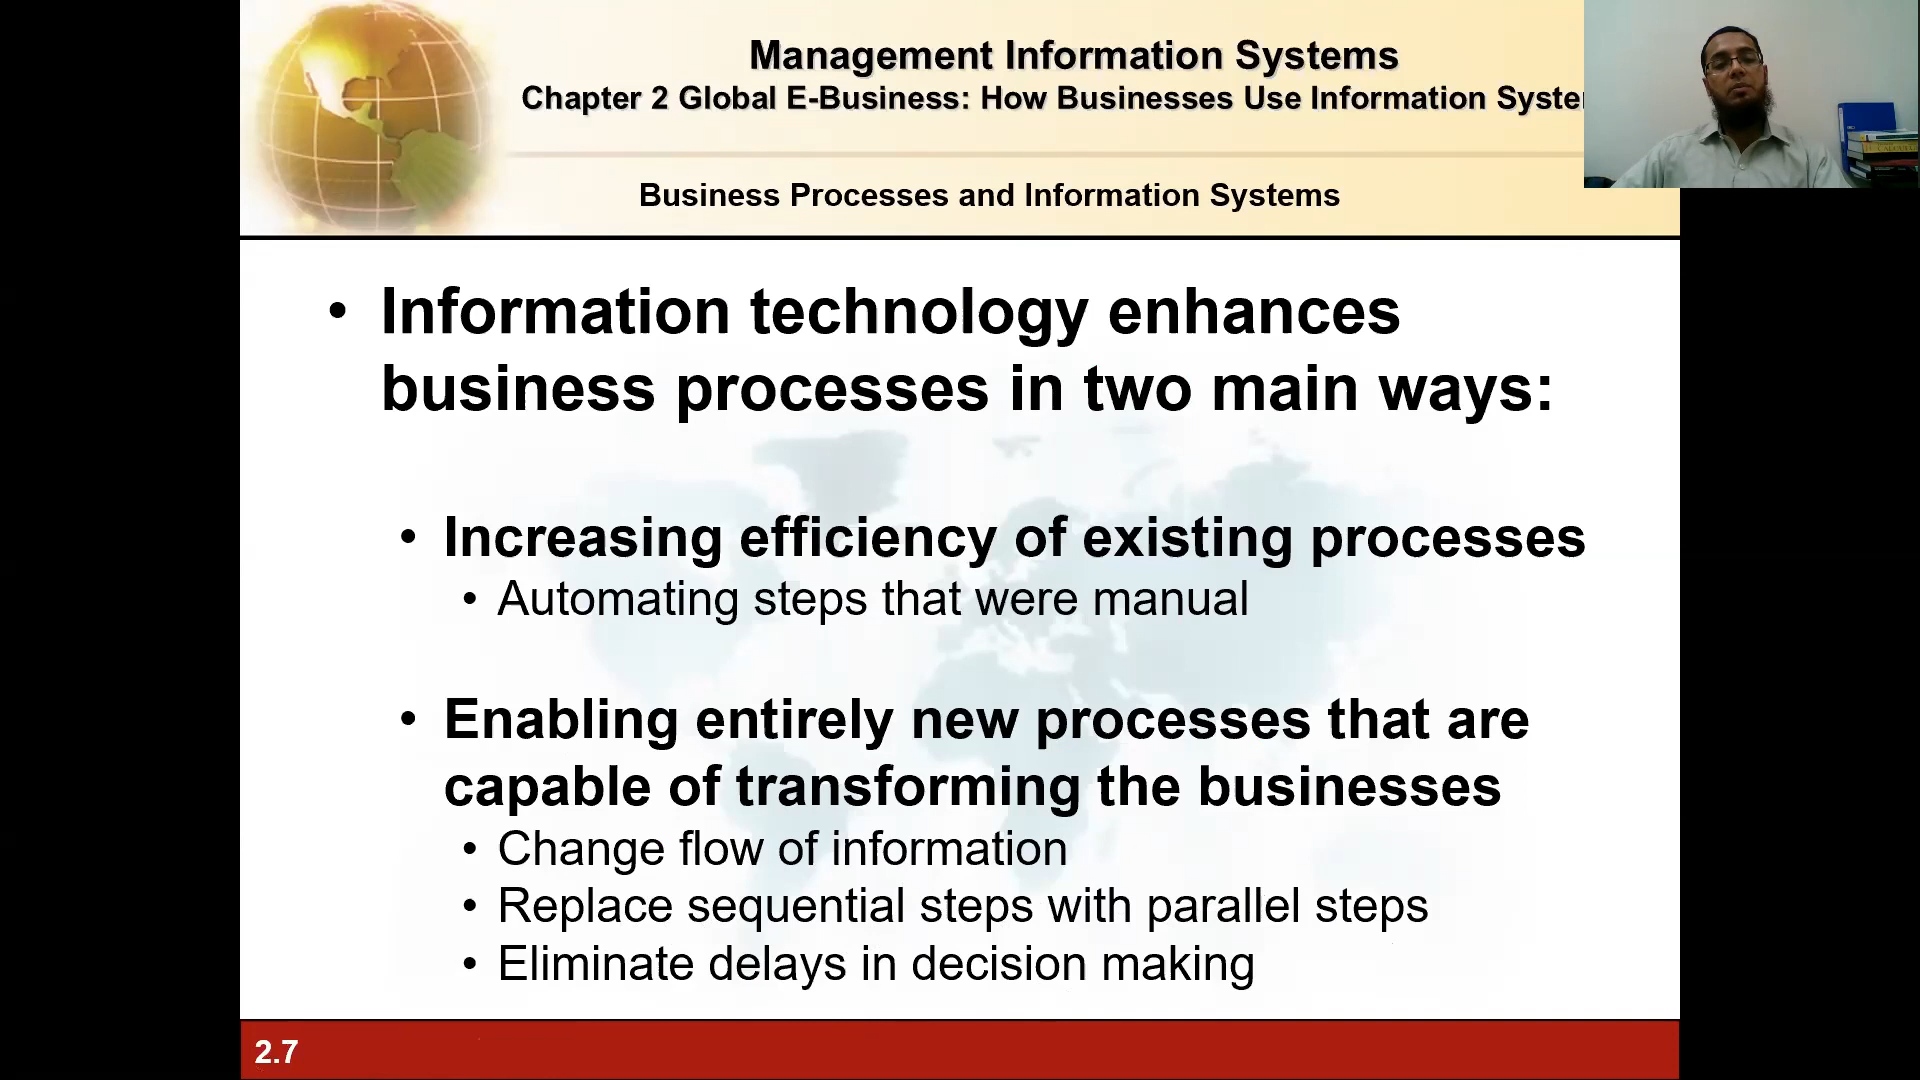 Management Information Systems
Chapter 2 Global E-Business: How Businesses Use Information
Business Processes and Information Systems
• Information technology enhances
business processes in two main ways:
• Increasing efficiency of existing processes
• Automating steps that were manual
• Enabling entirely new processes that are
capable of transforming the businesses
• Change flow of information
• Replace sequential steps with parallel steps
• Eliminate delays in decision making
2.7